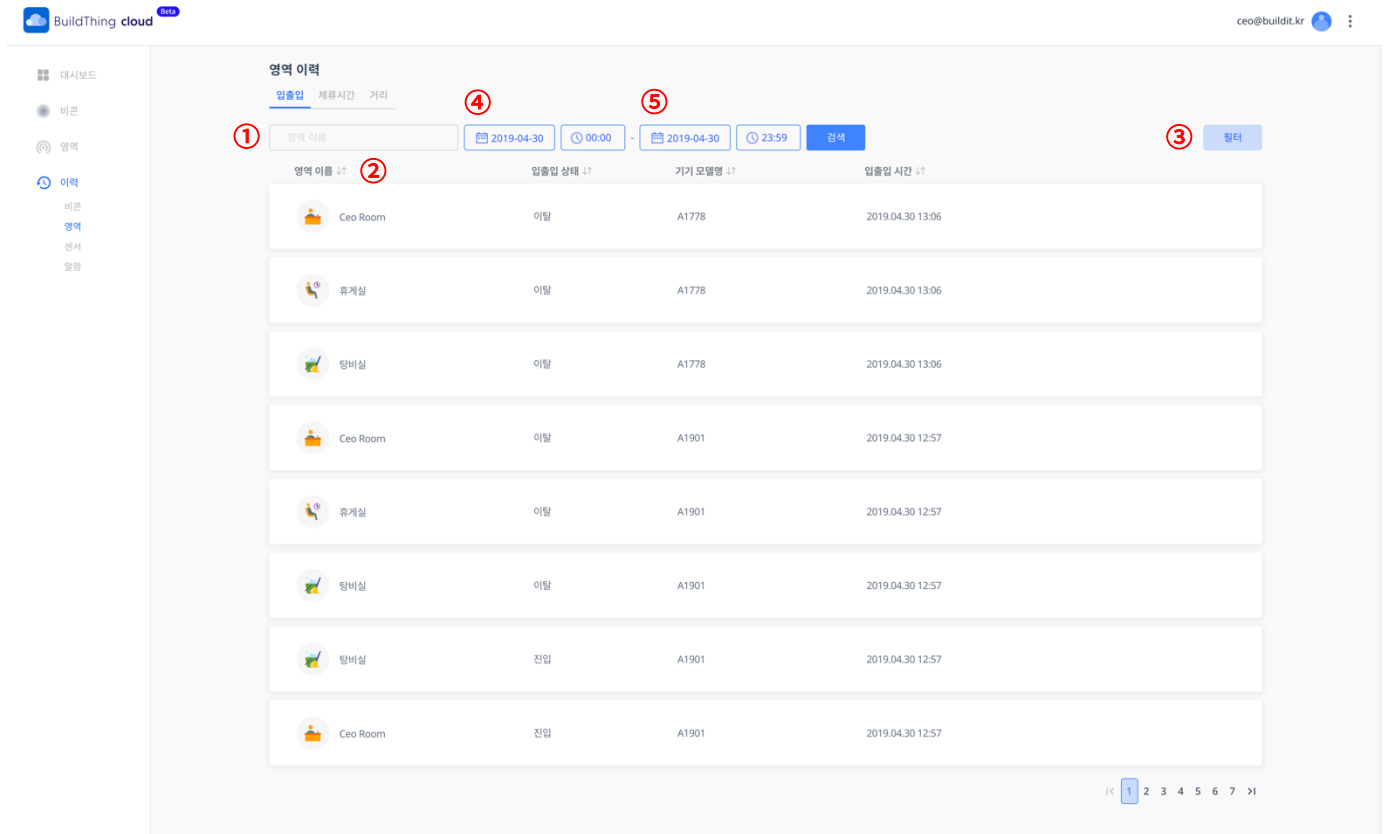 BuildThing cloud Beta
ceo@buildit.kr
대시보드
비콘
영역
이력
비콘
영역
센서
알람
영역 이력
입출입 체류시간 거리
④ ⑤
① 영역 이름 2019-04-30 00:00 - 2019-04-30 23:59 검색 ③ 필터
영역 이름 ② 입출입 상태 기기 모델명 입출입 시간
Ceo Room 이탈 A1778 2019.04.30 13:06
휴게실 이탈 A1778 2019.04.30 13:06
탕비실 이탈 A1778 2019.04.30 13:06
Ceo Room 이탈 A1901 2019.04.30 12:57
휴게실 이탈 A1901 2019.04.30 12:57
탕비실 이탈 A1901 2019.04.30 12:57
탕비실 진입 A1901 2019.04.30 12:57
Ceo Room 진입 A1901 2019.04.30 12:57
1 2 3 4 5 6 7